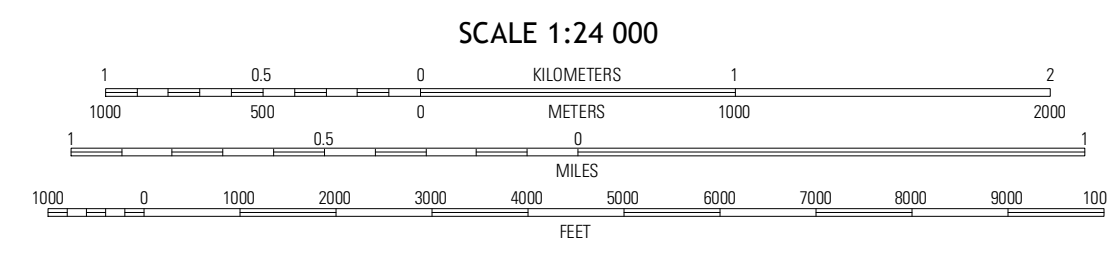 SCALE 1:24 000
1 0.5 0 KILOMETERS 1 2
1000 500 0 METERS 1000 2000
1 0.5 0 1
MILES
1000 0 1000 2000 3000 4000 5000 6000 7000 8000 9000 100
FEET